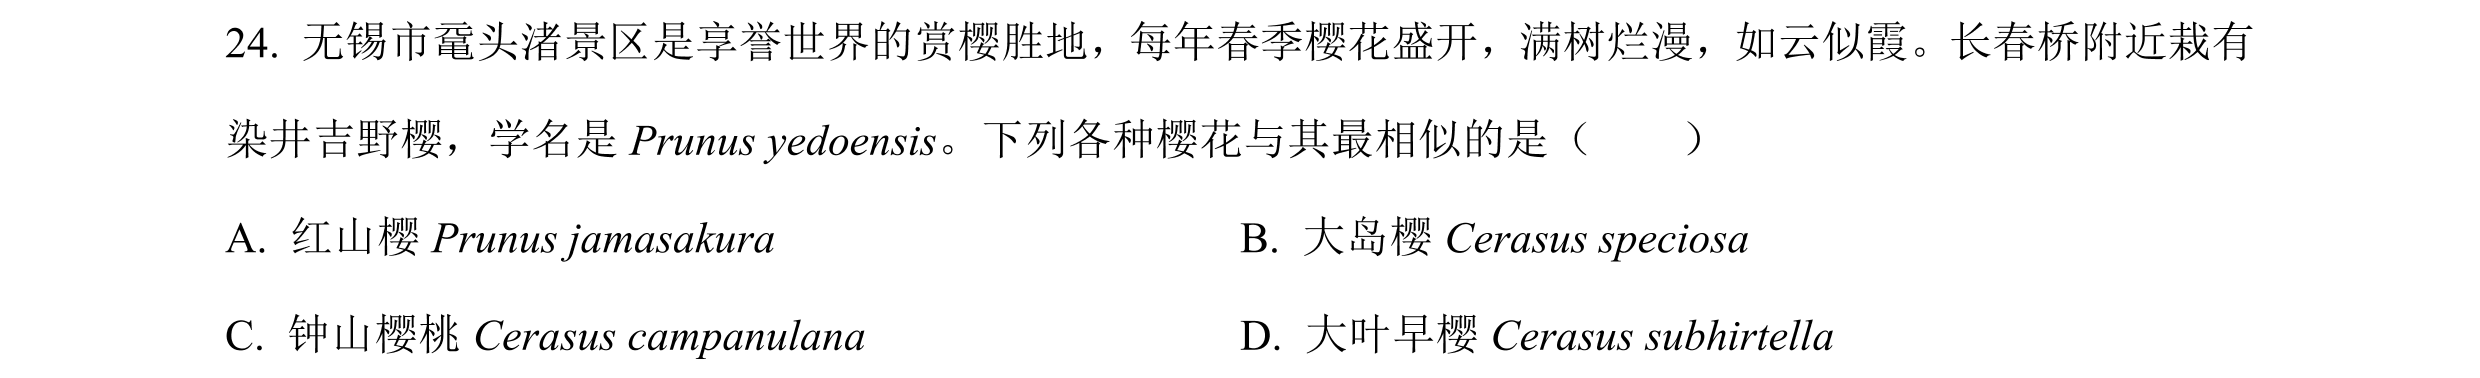 24. 无锡市鼋头渚景区是享誉世界的赏樱胜地，每年春季樱花盛开，满树烂漫，如云似霞。长春桥附近栽有
染井吉野樱，学名是 Prunus yedoensis。下列各种樱花与其最相似的是（　　）
A. 红山樱 Prunus jamasakura　　B. 大岛樱 Cerasus speciosa
C. 钟山樱桃 Cerasus campanulana　　D. 大叶早樱 Cerasus subhirtella